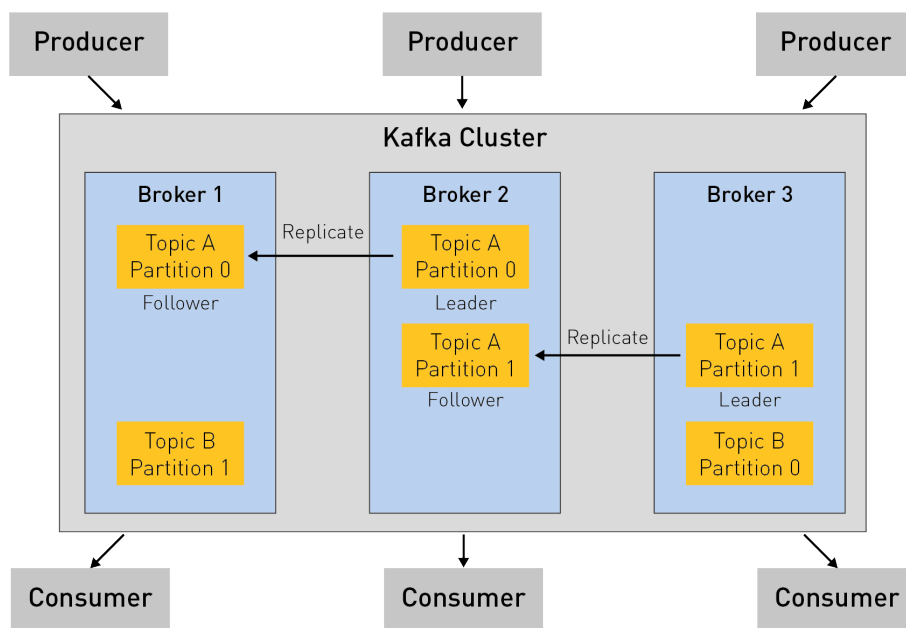 Producer
Producer
Producer
Kafka Cluster
Broker 1
Broker 2
Broker 3
Topic A
Partition 0
Follower
Replicate
Topic A
Partition 0
Leader
Topic A
Partition 1
Follower
Replicate
Topic A
Partition 1
Leader
Topic B
Partition 1
Topic B
Partition 0
Consumer
Consumer
Consumer